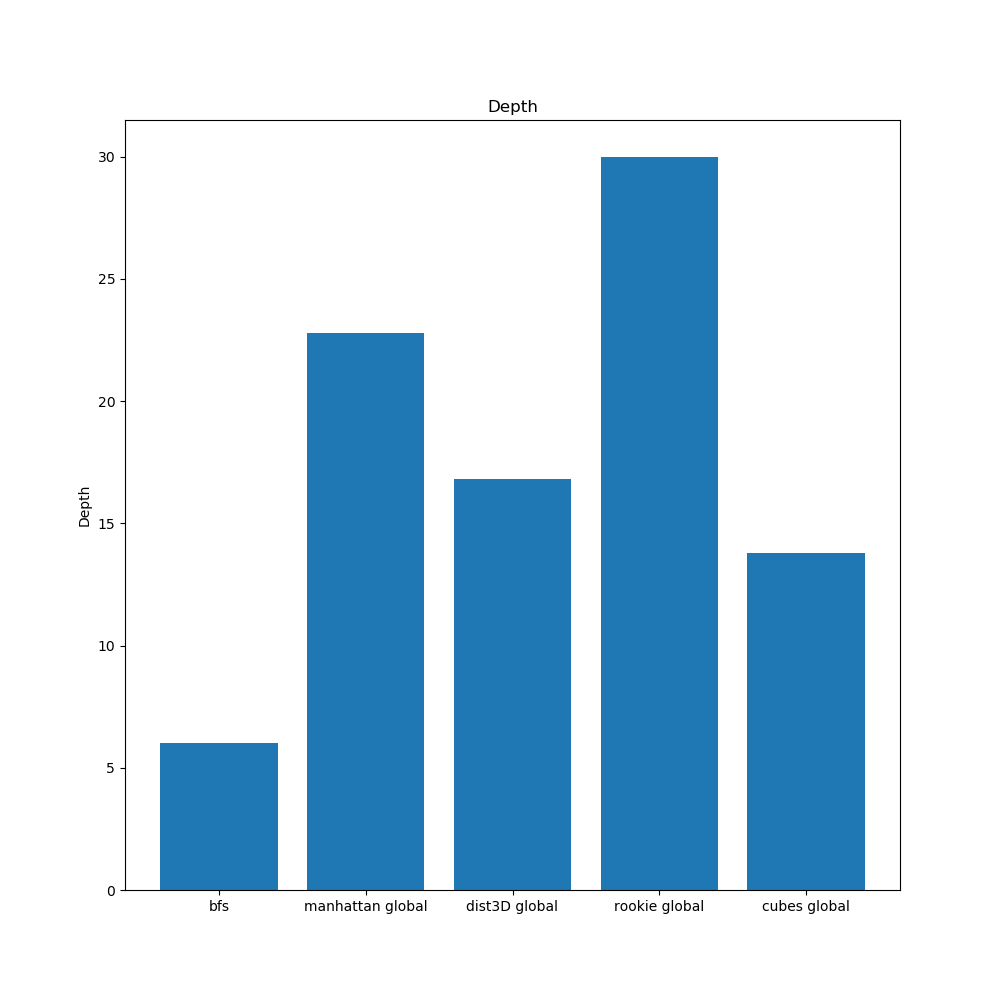 Depth
30
25
20
15
10
5
0
Depth
bfs
manhattan global
dist3D global
rookie global
cubes global